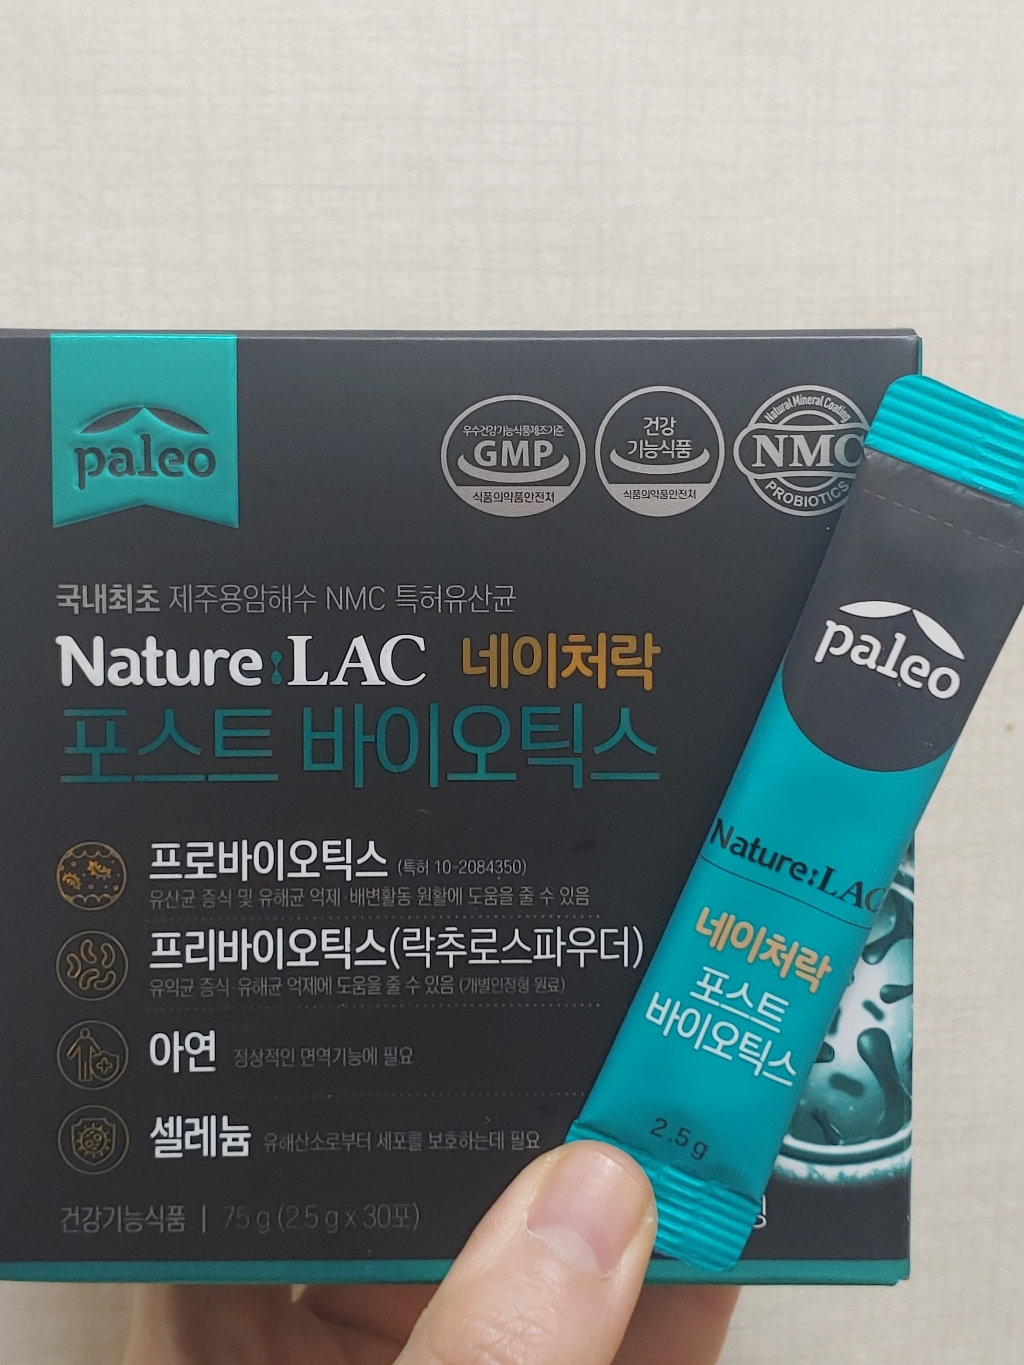 paleo
우수건강기능식품제조기준
GMP
식품의약품안전처
건강
기능식품
식품의약품안전처
Natural Mineral Coating
NMC
PROBIOTICS
국내최초 제주용암해수 NMC 특허유산균
Nature:LAC 네이처락
포스트 바이오틱스
프로바이오틱스 (특허 10-2084350)
유산균 증식 및 유해균 억제·배변활동 원활에 도움을 줄 수 있음
프리바이오틱스(락추로스파우더)
유익균 증식·유해균 억제에 도움을 줄 수 있음 (개별인정형 원료)
아연 정상적인 면역기능에 필요
셀레늄 유해산소로부터 세포를 보호하는데 필요
건강기능식품 | 75 g (2.5 g x 30포)
paleo
Nature:LAC
네이처락
포스트
바이오틱스
2.5 g